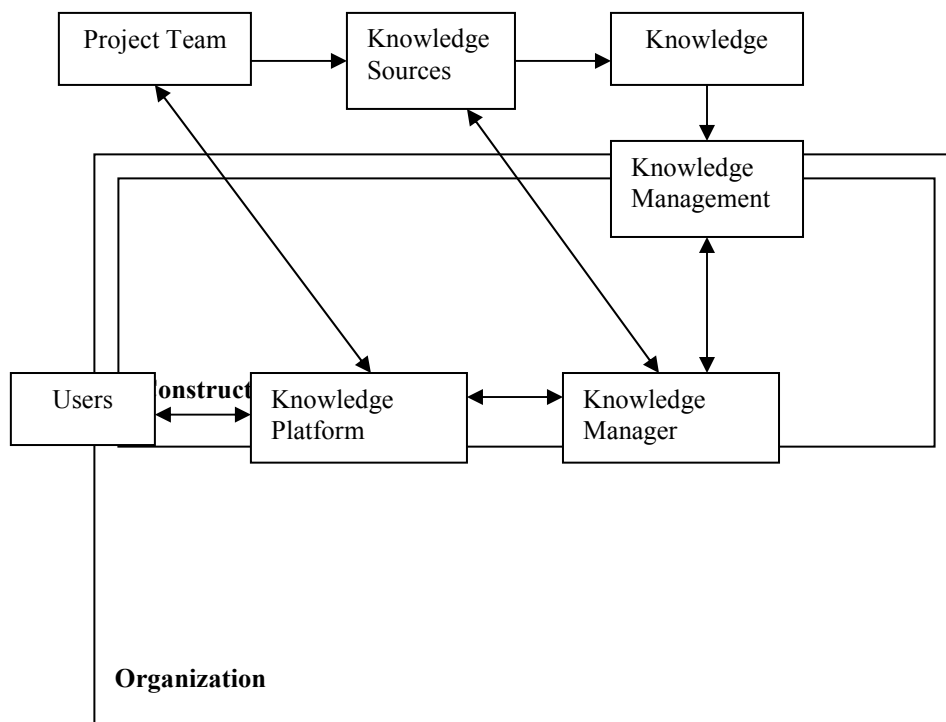 Project Team
Knowledge
Sources
Knowledge
Knowledge
Management
Users
onstruct
Knowledge
Platform
Knowledge
Manager
Organization